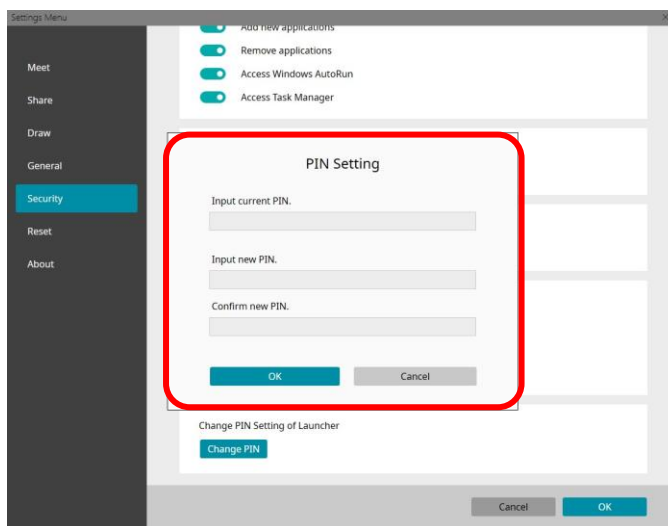 Settings Menu
Add new applications
Remove applications
Access Windows AutoRun
Access Task Manager
Meet
Share
Draw
General
Security
Reset
About
PIN Setting
Input current PIN.
Input new PIN.
Confirm new PIN.
OK Cancel
Change PIN Setting of Launcher
Change PIN
Cancel OK